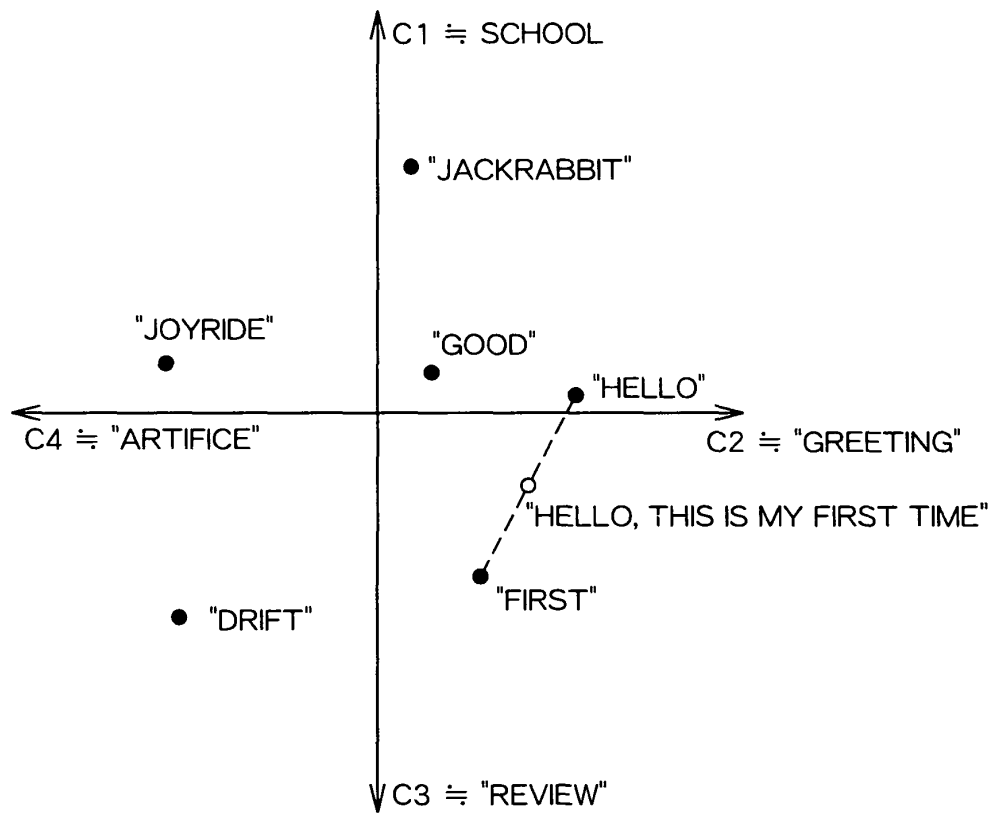 C1 ≒ SCHOOL
"JACKRABBIT"
"JOYRIDE"
"GOOD"
"HELLO"
C4 ≒ "ARTIFICE"
C2 ≒ "GREETING"
"HELLO, THIS IS MY FIRST TIME"
"FIRST"
"DRIFT"
C3 ≒ "REVIEW"